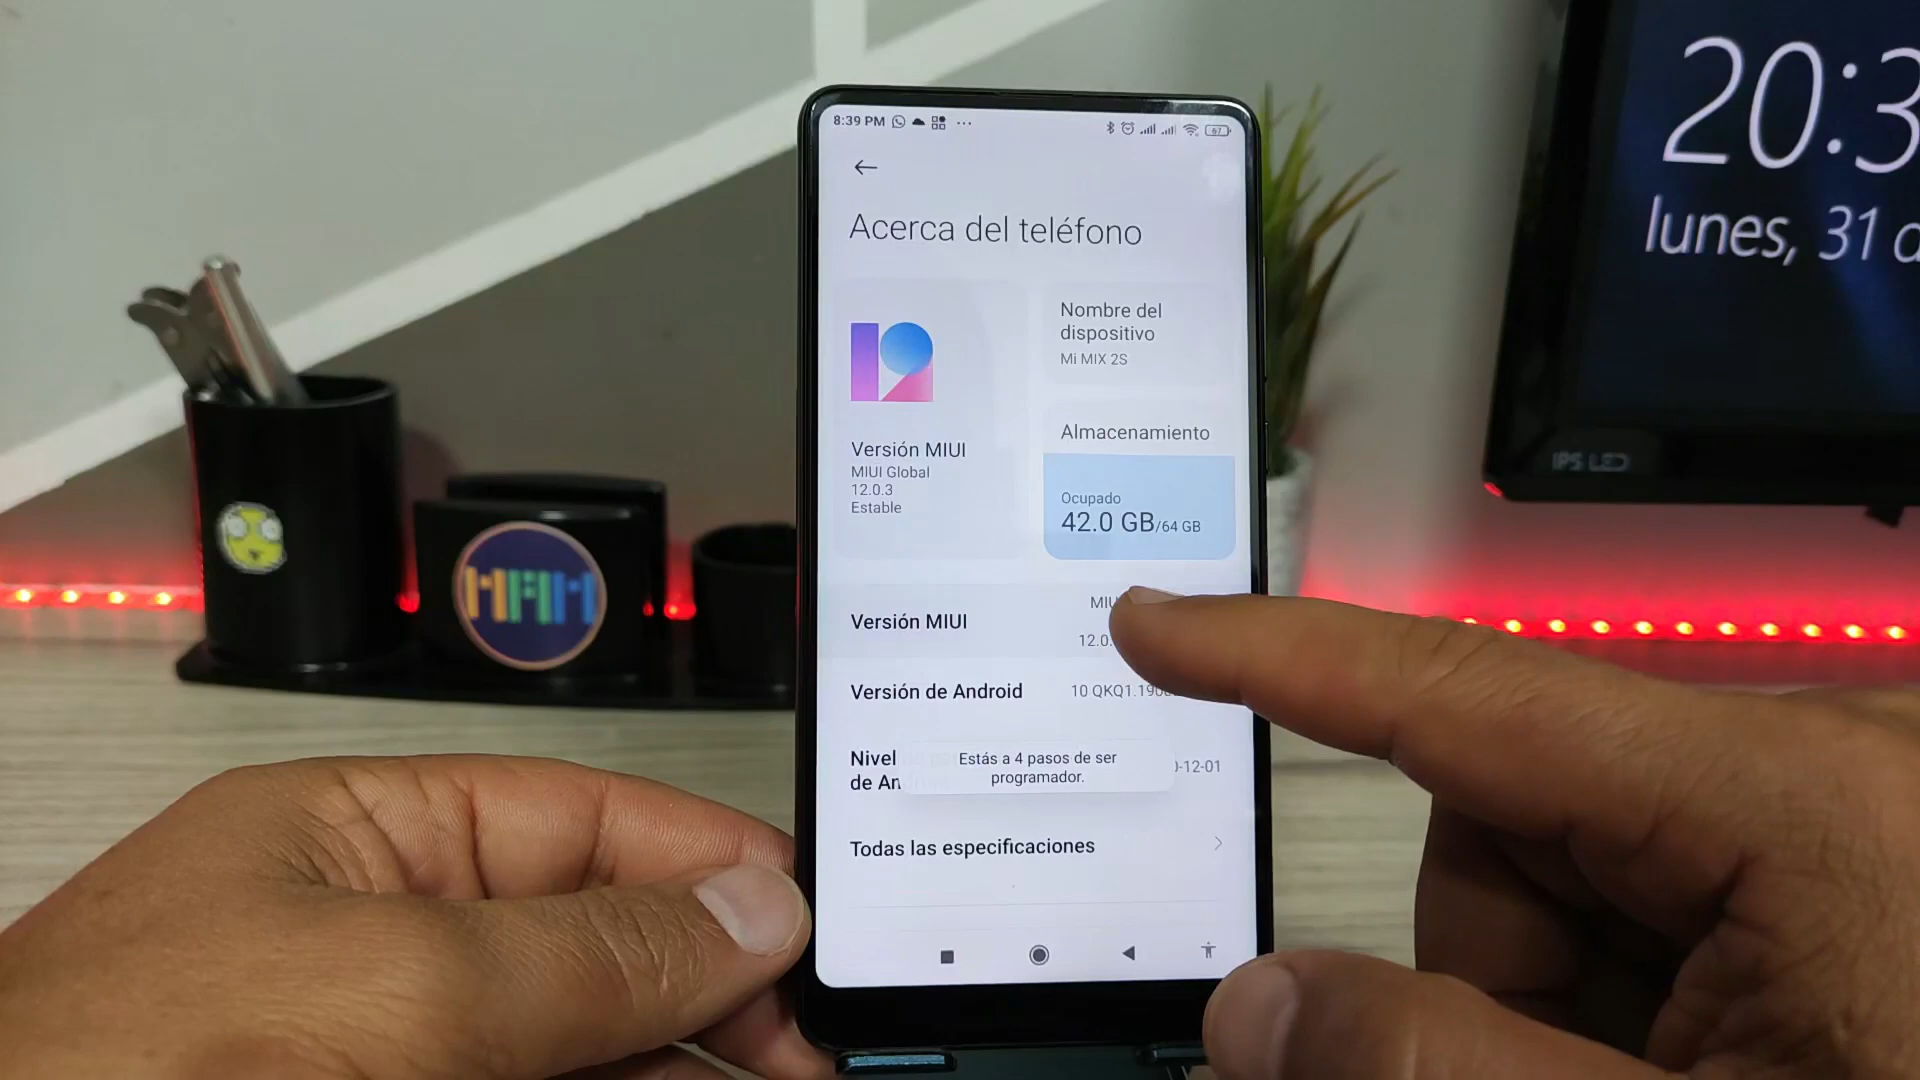 8:39 PM
67
Acerca del teléfono
Versión MIUI
MIUI Global
12.0.3
Estable
Nombre del
dispositivo
Mi MIX 2S
Almacenamiento
Ocupado
42.0 GB/64 GB
Versión MIUI
MIU
12.0.
Versión de Android
10 QKQ1.190
Nivel
de An
-12-01
Estás a 4 pasos de ser
programador.
Todas las especificaciones
MAM
20:3
lunes, 31 d
IPS LED